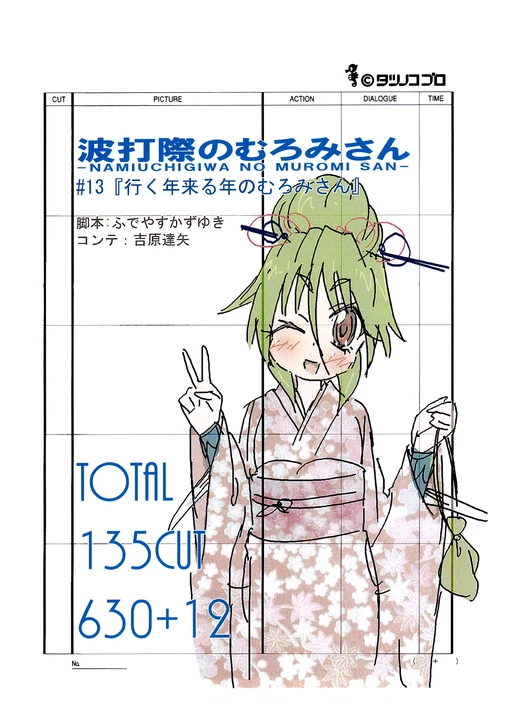 ©タツノコプロ
CUT PICTURE ACTION DIALOGUE TIME
波打際のむろみさん
-NAMIUCHIGIWA NO MUROMI SAN-
#13『行く年来る年のむろみさん』
脚本:ふでやすかずゆき
コンテ：吉原達矢
TOTAL
135CUT
630+12
No. ( + )